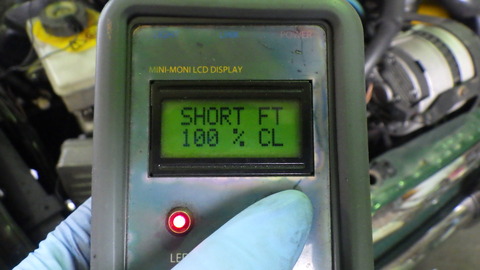 POWER
MINI-MONI LCD DISPLAY
SHORT FT
100 % CL